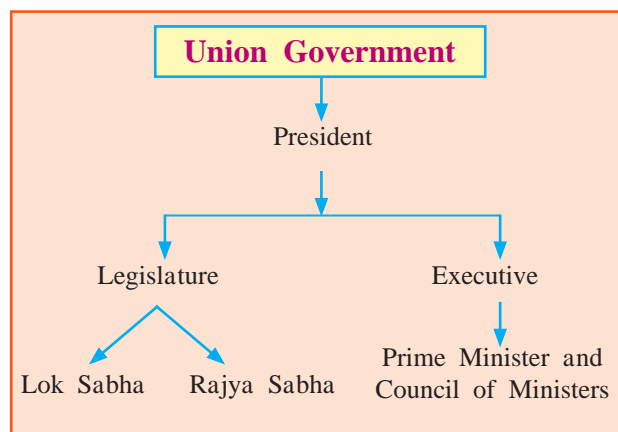 Union Government
President
Legislature
Executive
Lok Sabha
Rajya Sabha
Prime Minister and
Council of Ministers